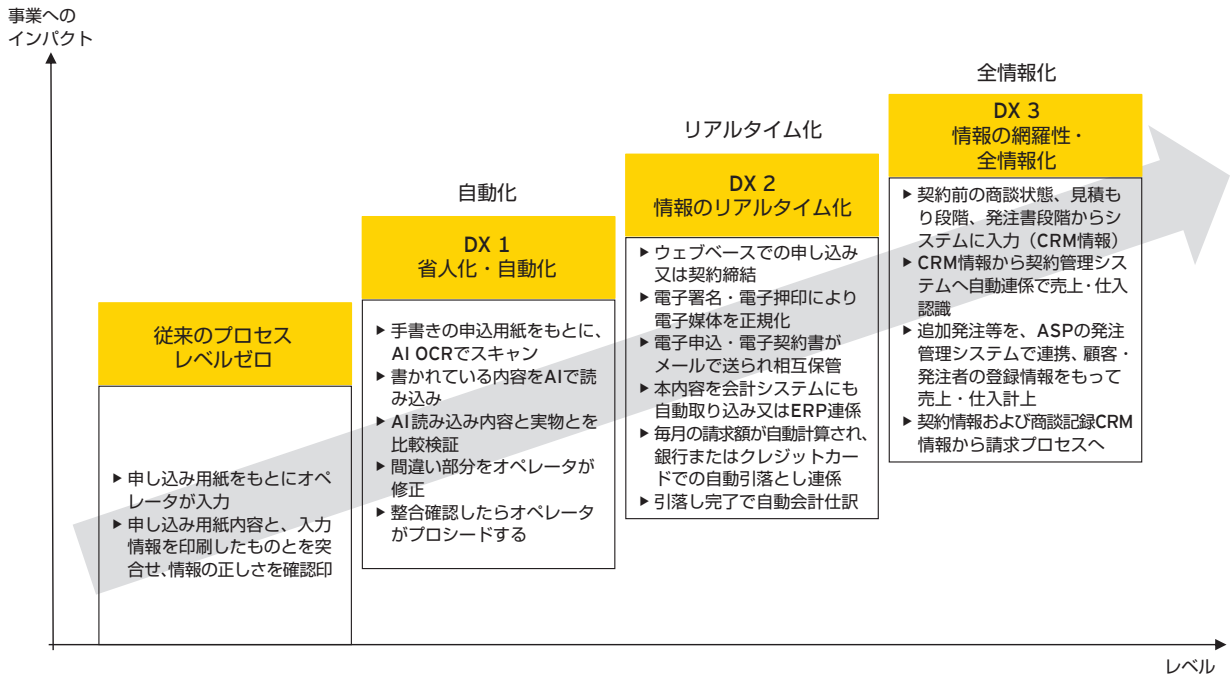 事業への
インパクト
全情報化
DX 3
情報の網羅性・
全情報化
▶ 契約前の商談状態、見積も
り段階、発注書段階からシ
ステムに入力（CRM情報）
▶ CRM情報から契約管理シス
テムへ自動連係で売上・仕入
認識
▶ 追加発注等を、ASPの発注
管理システムで連携、顧客・
発注者の登録情報をもって
売上・仕入計上
▶ 契約情報および商談記録CRM
情報から請求プロセスへ
リアルタイム化
DX 2
情報のリアルタイム化
▶ ウェブベースでの申し込み
又は契約締結
▶ 電子署名・電子押印により
電子媒体を正規化
▶ 電子申込・電子契約書が
メールで送られ相互保管
▶ 本内容を会計システムにも
自動取り込み又はERP連係
▶ 毎月の請求額が自動計算され、
銀行またはクレジットカー
ドでの自動引落とし連係
▶ 引落し完了で自動会計仕訳
自動化
DX 1
省人化・自動化
▶ 手書きの申込用紙をもとに、
AI OCRでスキャン
▶ 書かれている内容をAIで読
み込み
▶ AI読み込み内容と実物とを
比較検証
▶ 間違い部分をオペレータが
修正
▶ 整合確認したらオペレータ
がプロシードする
従来のプロセス
レベルゼロ
▶ 申し込み用紙をもとにオペ
レータが入力
▶ 申し込み用紙内容と、入力
情報を印刷したものとを突
合せ、情報の正しさを確認印
レベル